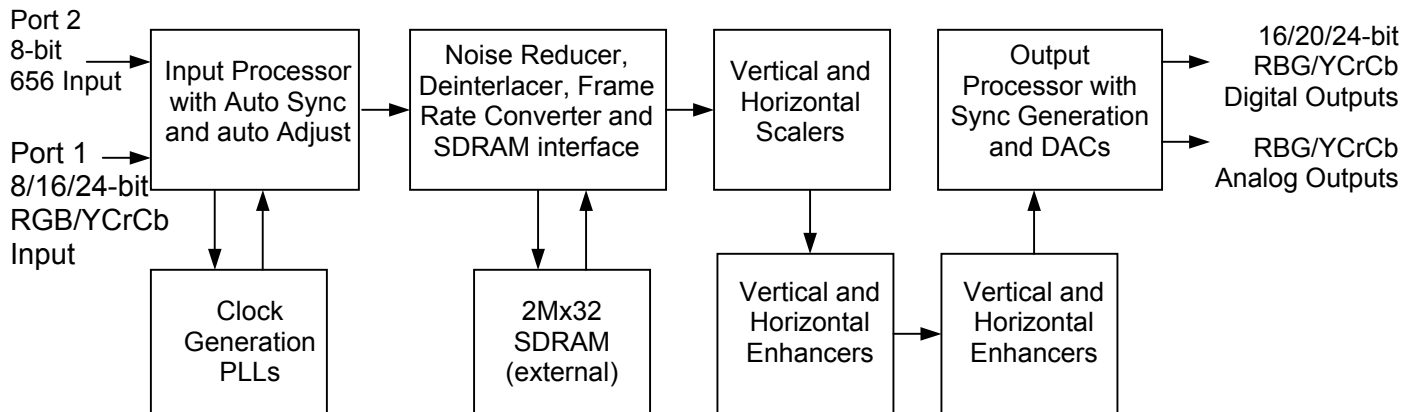 Port 2
8-bit
656 Input
Port 1
8/16/24-bit
RGB/YCrCb
Input
Input Processor
with Auto Sync
and auto Adjust
Noise Reducer,
Deinterlacer, Frame
Rate Converter and
SDRAM interface
Vertical and
Horizontal
Scalers
Output
Processor with
Sync Generation
and DACs
16/20/24-bit
RBG/YCrCb
Digital Outputs
RBG/YCrCb
Analog Outputs
Clock
Generation
PLLs
2Mx32
SDRAM
(external)
Vertical and
Horizontal
Enhancers
Vertical and
Horizontal
Enhancers